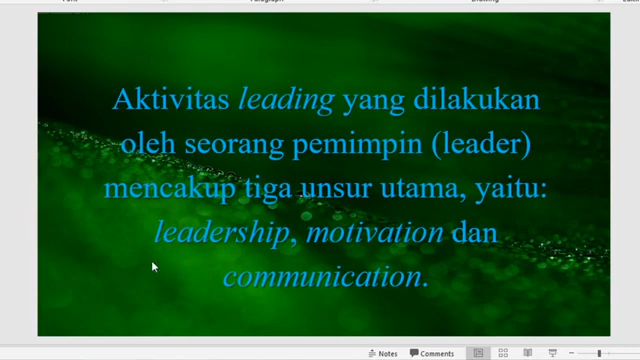 Aktivitas leading yang dilakukan
oleh seorang pemimpin (leader)
mencakup tiga unsur utama, yaitu:
leadership, motivation dan
communication.
Notes Comments